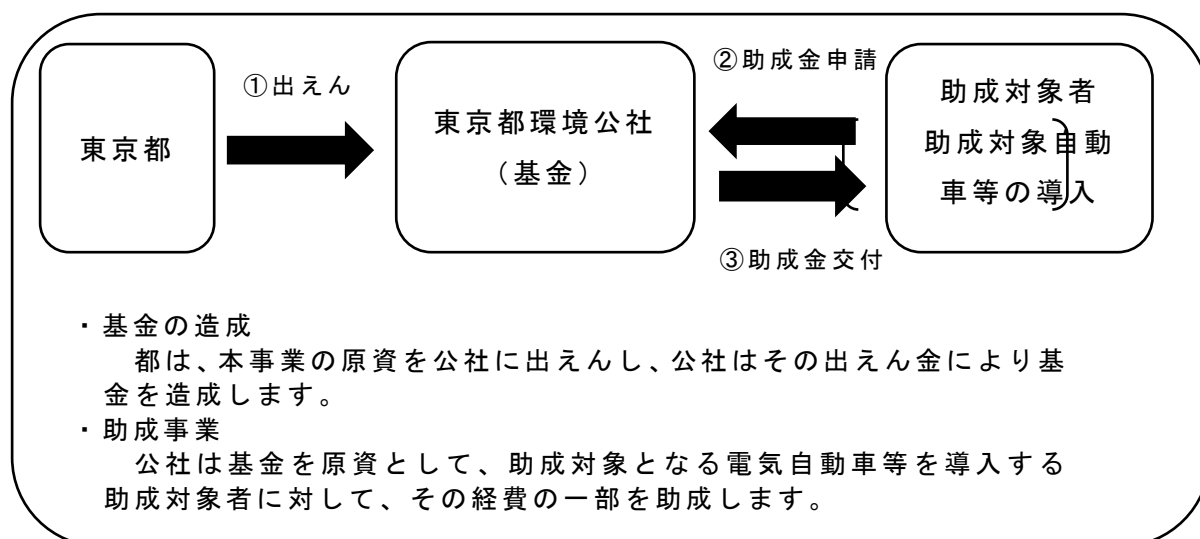 東京都
①出えん
東京都環境公社
（基金）
②助成金申請
③助成金交付
助成対象者
助成対象自動
車等の導入
・基金の造成
都は、本事業の原資を公社に出えんし、公社はその出えん金により基
金を造成します。
・助成事業
公社は基金を原資として、助成対象となる電気自動車等を導入する
助成対象者に対して、その経費の一部を助成します。